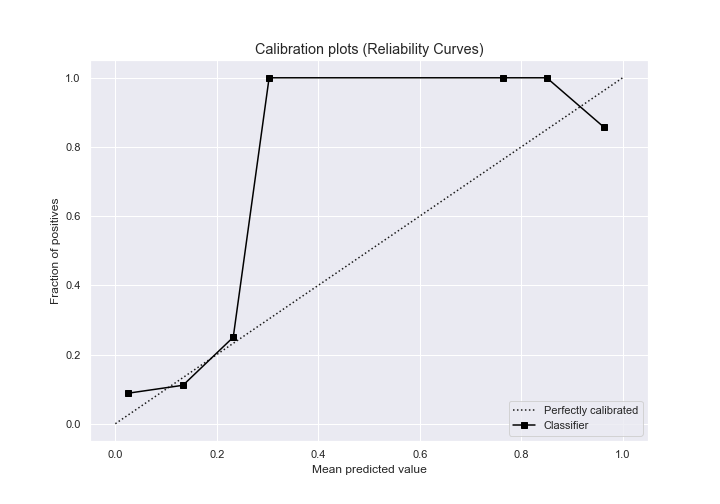 Calibration plots (Reliability Curves)
1.0
0.8
0.6
0.4
0.2
0.0
Fraction of positives
0.0 0.2 0.4 0.6 0.8 1.0
Mean predicted value
Perfectly calibrated
Classifier